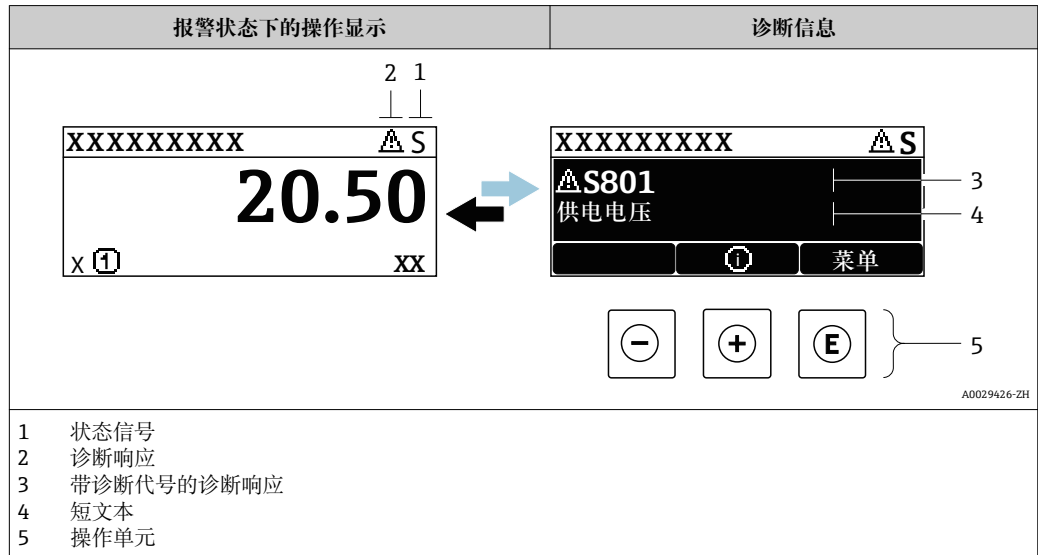 报警状态下的操作显示
诊断信息
2 1
XXXXXXXXX ⚠ S
20.50
X ① XX
XXXXXXXXX ⚠ S
⚠S801
供电电压
ⓘ 菜单
3
4
− + E
5
A0029426-ZH
1 状态信号
2 诊断响应
3 带诊断代号的诊断响应
4 短文本
5 操作单元